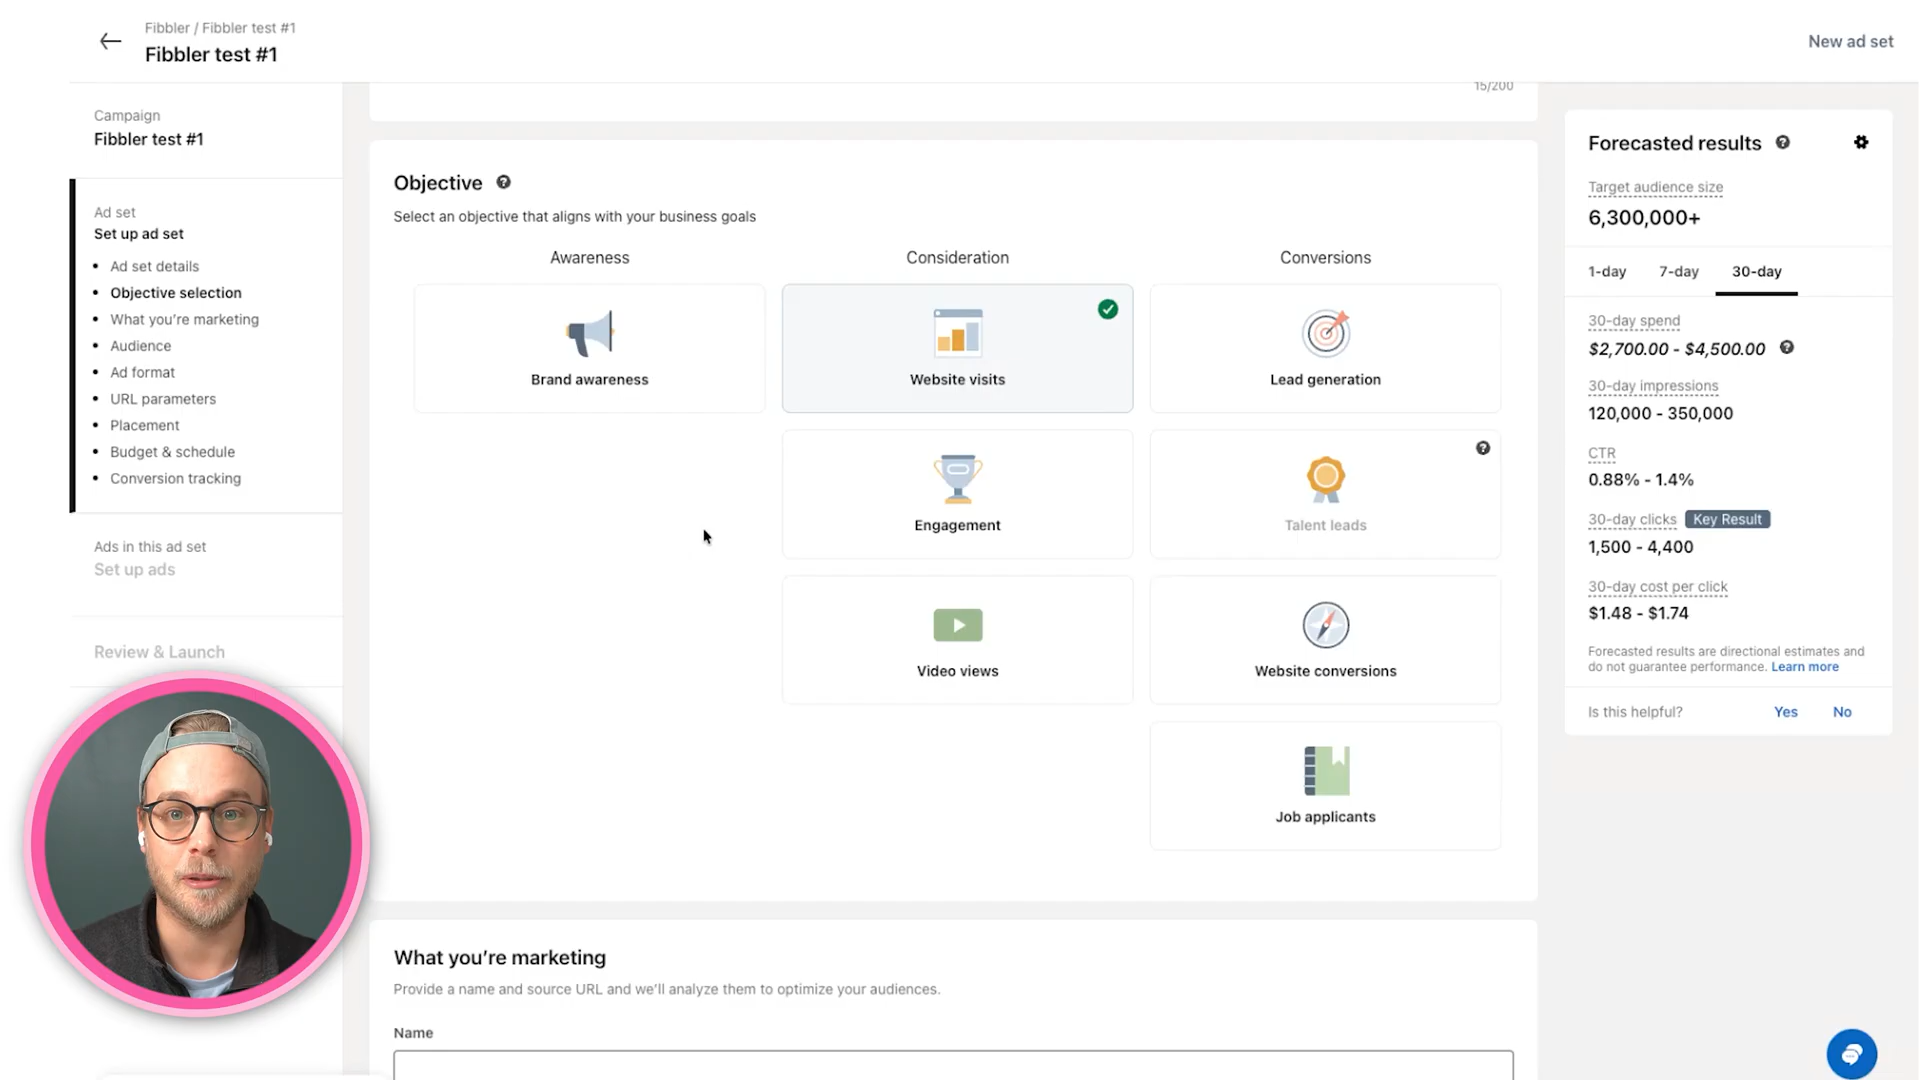 Fibbler / Fibbler test #1
Fibbler test #1
New ad set
Campaign
Fibbler test #1
Ad set
Set up ad set
Ad set details
Objective selection
What you're marketing
Audience
Ad format
URL parameters
Placement
Budget & schedule
Conversion tracking
Ads in this ad set
Set up ads
Review & Launch
15/200
Objective
Select an objective that aligns with your business goals
Awareness
Consideration
Conversions
Brand awareness
Website visits
Lead generation
Engagement
Talent leads
Video views
Website conversions
Job applicants
What you're marketing
Provide a name and source URL and we'll analyze them to optimize your audiences.
Name
Forecasted results
Target audience size
6,300,000+
1-day 7-day 30-day
30-day spend
$2,700.00 - $4,500.00
30-day impressions
120,000 - 350,000
CTR
0.88% - 1.4%
30-day clicks Key Result
1,500 - 4,400
30-day cost per click
$1.48 - $1.74
Forecasted results are directional estimates and
do not guarantee performance. Learn more
Is this helpful? Yes No